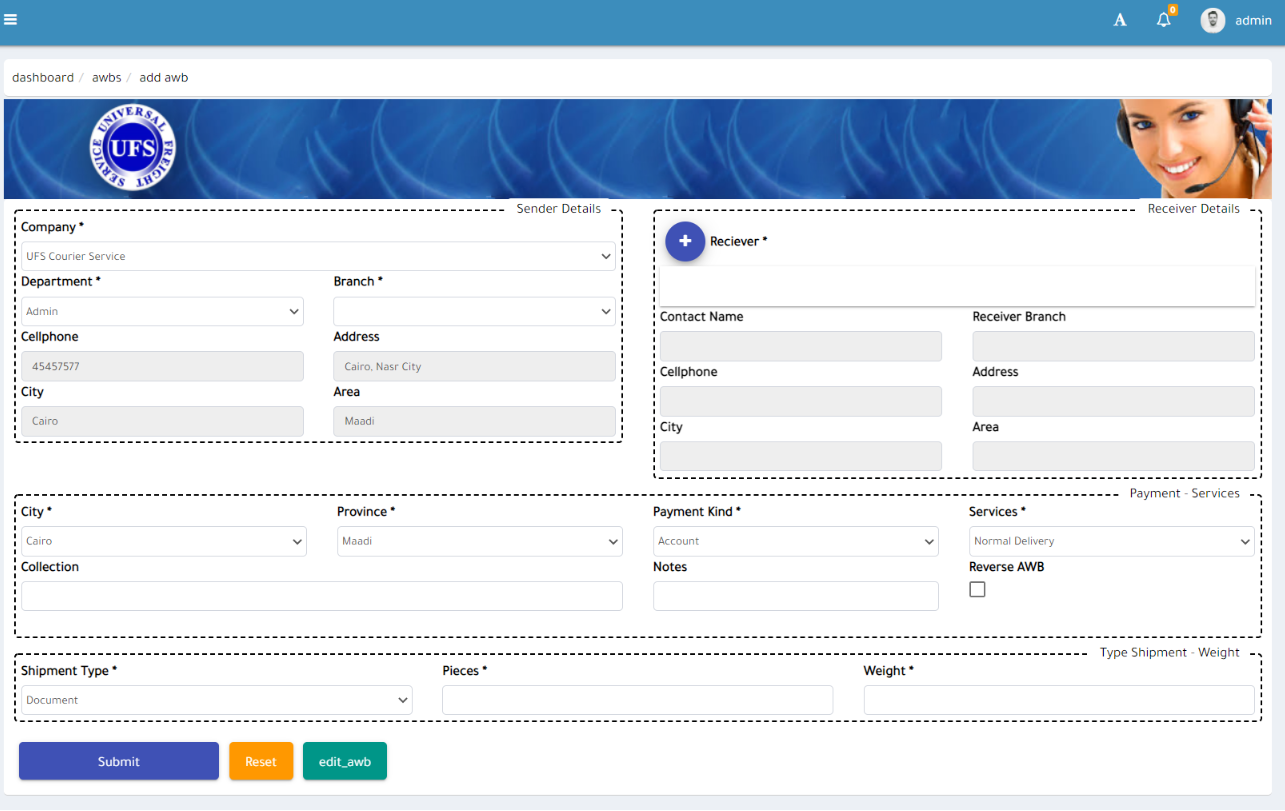 A
0
admin
dashboard / awbs / add awb
UNIVERSAL FREIGHT SERVICE
UFS
Sender Details
Company *
UFS Courier Service
Department *
Branch *
Admin
Cellphone
Address
45457577
Cairo, Nasr City
City
Area
Cairo
Maadi
Receiver Details
+
Reciever *
Contact Name
Receiver Branch
Cellphone
Address
City
Area
Payment - Services
City *
Province *
Payment Kind *
Services *
Cairo
Maadi
Account
Normal Delivery
Collection
Notes
Reverse AWB
Type Shipment - Weight
Shipment Type *
Pieces *
Weight *
Document
Submit
Reset
edit_awb